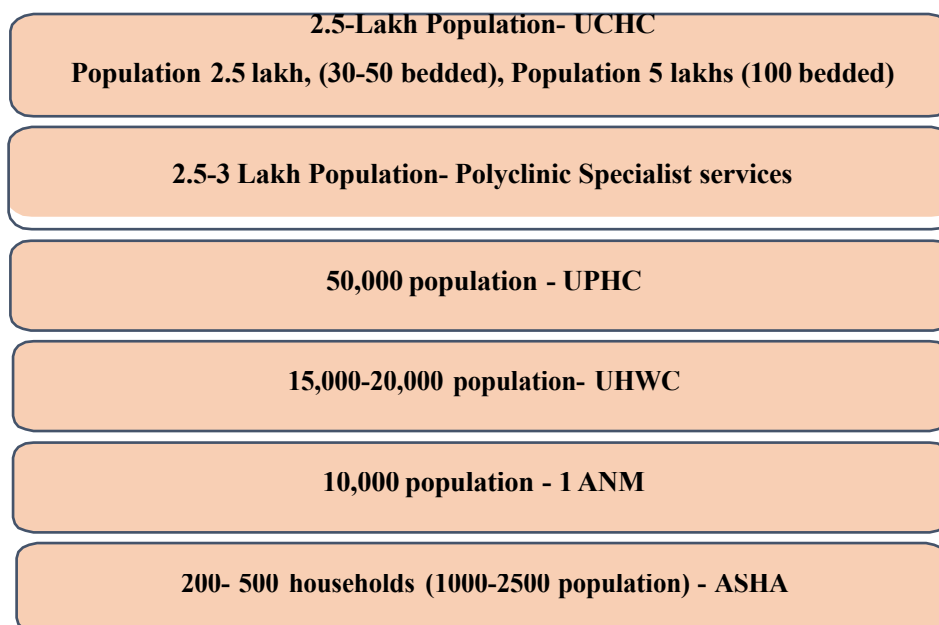 2.5-Lakh Population- UCHC
Population 2.5 lakh, (30-50 bedded), Population 5 lakhs (100 bedded)
2.5-3 Lakh Population- Polyclinic Specialist services
50,000 population - UPHC
15,000-20,000 population- UHWC
10,000 population - 1 ANM
200- 500 households (1000-2500 population) - ASHA